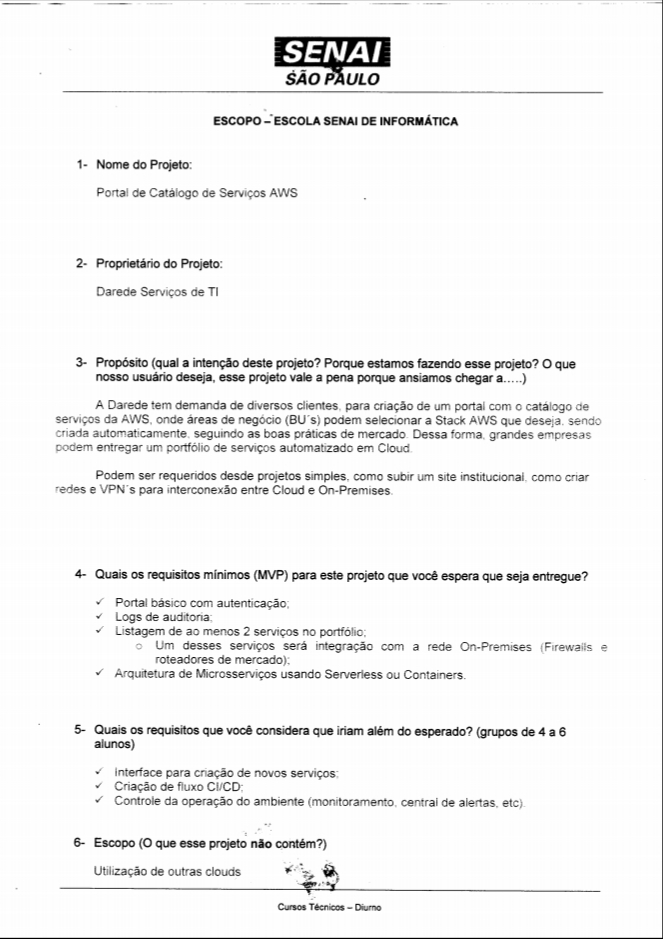 SENAI
SÃO PAULO
ESCOPO – ESCOLA SENAI DE INFORMÁTICA
1- Nome do Projeto:
Portal de Catálogo de Serviços AWS
2- Proprietário do Projeto:
Darede Serviços de TI
3- Propósito (qual a intenção deste projeto? Porque estamos fazendo esse projeto? O que
nosso usuário deseja, esse projeto vale a pena porque ansiamos chegar a.....)
A Darede tem demanda de diversos clientes, para criação de um portal com o catálogo de
serviços da AWS, onde áreas de negócio (BU´s) podem selecionar a Stack AWS que deseja, sendo
criada automaticamente, seguindo as boas práticas de mercado. Dessa forma, grandes empresas
podem entregar um portfólio de serviços automatizado em Cloud.
Podem ser requeridos desde projetos simples, como subir um site institucional, como criar
redes e VPN´s para interconexão entre Cloud e On-Premises.
4- Quais os requisitos mínimos (MVP) para este projeto que você espera que seja entregue?
✓ Portal básico com autenticação;
✓ Logs de auditoria;
✓ Listagem de ao menos 2 serviços no portfólio;
o Um desses serviços será integração com a rede On-Premises (Firewalls e
roteadores de mercado);
✓ Arquitetura de Microsserviços usando Serverless ou Containers.
5- Quais os requisitos que você considera que iriam além do esperado? (grupos de 4 a 6
alunos)
✓ Interface para criação de novos serviços;
✓ Criação de fluxo CI/CD;
✓ Controle da operação do ambiente (monitoramento, central de alertas, etc).
6- Escopo (O que esse projeto não contém?)
Utilização de outras clouds
Cursos Técnicos – Diurno